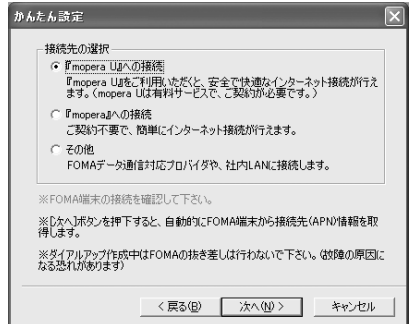 かんたん設定
接続先の選択
『mopera U』への接続
『mopera U』をご利用いただくと、安全で快適なインターネット接続が行え
ます。（mopera Uは有料サービスで、ご契約が必要です。）
『mopera』への接続
ご契約不要で、簡単にインターネット接続が行えます。
その他
FOMAデータ通信対応プロバイダや、社内LANに接続します。
※FOMA端末の接続を確認して下さい。
※[次へ]ボタンを押下すると、自動的にFOMA端末から接続先(APN)情報を取
得します。
※ダイアルアップ作成中はFOMAの抜き差しは行わないで下さい。（故障の原因に
なる恐れがあります）
< 戻る(B)
次へ(N) >
キャンセル